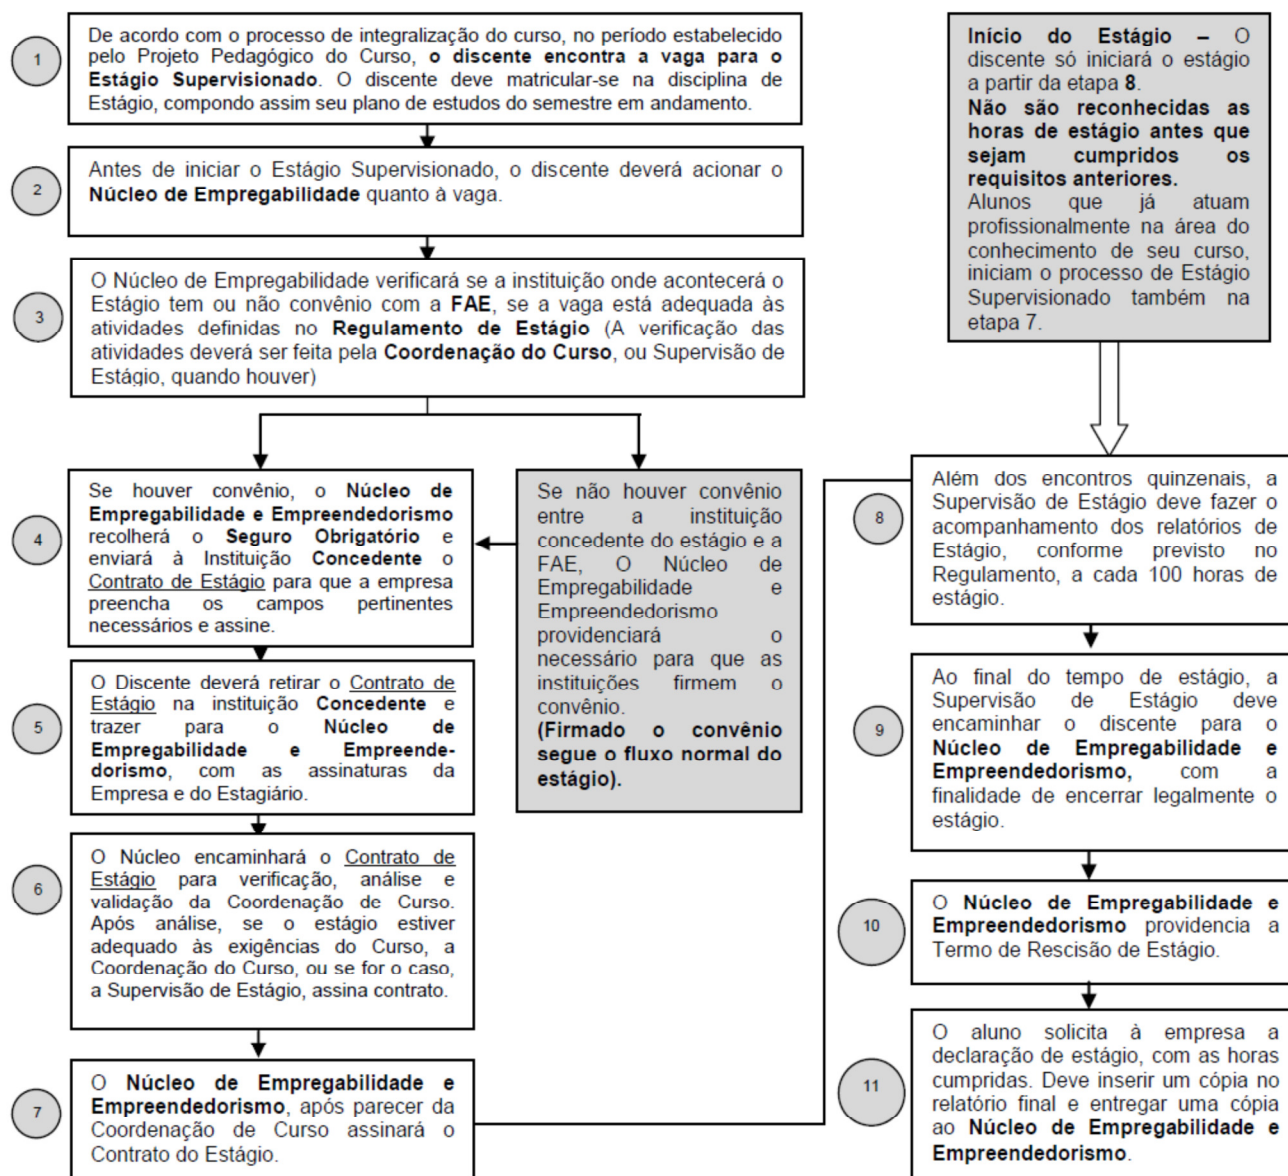 1
De acordo com o processo de integralização do curso, no período estabelecido
pelo Projeto Pedagógico do Curso, o discente encontra a vaga para o
Estágio Supervisionado. O discente deve matricular-se na disciplina de
Estágio, compondo assim seu plano de estudos do semestre em andamento.
2
Antes de iniciar o Estágio Supervisionado, o discente deverá acionar o
Núcleo de Empregabilidade quanto à vaga.
3
O Núcleo de Empregabilidade verificará se a instituição onde acontecerá o
Estágio tem ou não convênio com a FAE, se a vaga está adequada às
atividades definidas no Regulamento de Estágio (A verificação das
atividades deverá ser feita pela Coordenação do Curso, ou Supervisão de
Estágio, quando houver)
4
Se houver convênio, o Núcleo de
Empregabilidade e Empreendedorismo
recolherá o Seguro Obrigatório e
enviará à Instituição Concedente o
Contrato de Estágio para que a empresa
preencha os campos pertinentes
necessários e assine.
Se não houver convênio
entre a instituição
concedente do estágio e a
FAE, O Núcleo de
Empregabilidade e
Empreendedorismo
providenciará o
necessário para que as
instituições firmem o
convênio.
(Firmado o convênio
segue o fluxo normal do
estágio).
5
O Discente deverá retirar o Contrato de
Estágio na instituição Concedente e
trazer para o Núcleo de
Empregabilidade e Empreende-
dorismo, com as assinaturas da
Empresa e do Estagiário.
6
O Núcleo encaminhará o Contrato de
Estágio para verificação, análise e
validação da Coordenação de Curso.
Após análise, se o estágio estiver
adequado às exigências do Curso, a
Coordenação do Curso, ou se for o caso,
a Supervisão de Estágio, assina contrato.
7
O Núcleo de Empregabilidade e
Empreendedorismo, após parecer da
Coordenação de Curso assinará o
Contrato do Estágio.
Início do Estágio – O
discente só iniciará o estágio
a partir da etapa 8.
Não são reconhecidas as
horas de estágio antes que
sejam cumpridos os
requisitos anteriores.
Alunos que já atuam
profissionalmente na área do
conhecimento de seu curso,
iniciam o processo de Estágio
Supervisionado também na
etapa 7.
8
Além dos encontros quinzenais, a
Supervisão de Estágio deve fazer o
acompanhamento dos relatórios de
Estágio, conforme previsto no
Regulamento, a cada 100 horas de
estágio.
9
Ao final do tempo de estágio, a
Supervisão de Estágio deve
encaminhar o discente para o
Núcleo de Empregabilidade e
Empreendedorismo, com a
finalidade de encerrar legalmente o
estágio.
10
O Núcleo de Empregabilidade e
Empreendedorismo providencia a
Termo de Rescisão de Estágio.
11
O aluno solicita à empresa a
declaração de estágio, com as horas
cumpridas. Deve inserir um cópia no
relatório final e entregar uma cópia
ao Núcleo de Empregabilidade e
Empreendedorismo.